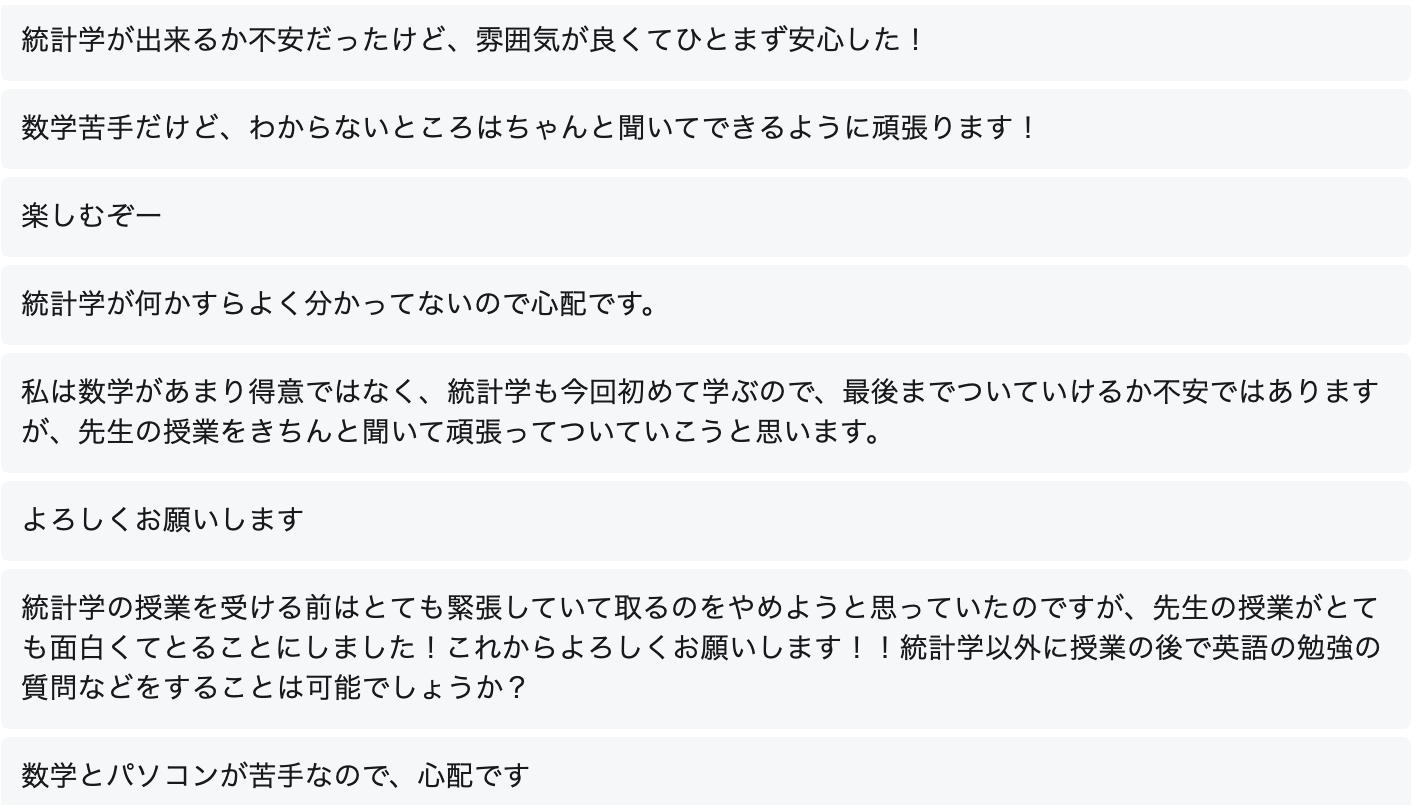 統計学が出来るか不安だったけど、雰囲気が良くてひとまず安心した！
数学苦手だけど、わからないところはちゃんと聞いてできるように頑張ります！
楽しむぞー
統計学が何かすらよく分かってないので心配です。
私は数学があまり得意ではなく、統計学も今回初めて学ぶので、最後までついていけるか不安ではあります
が、先生の授業をきちんと聞いて頑張ってついていこうと思います。
よろしくお願いします
統計学の授業を受ける前はとても緊張していて取るのをやめようと思っていたのですが、先生の授業がとて
も面白くてとることにしました！これからよろしくお願いします！！統計学以外に授業の後で英語の勉強の
質問などをすることは可能でしょうか？
数学とパソコンが苦手なので、心配です